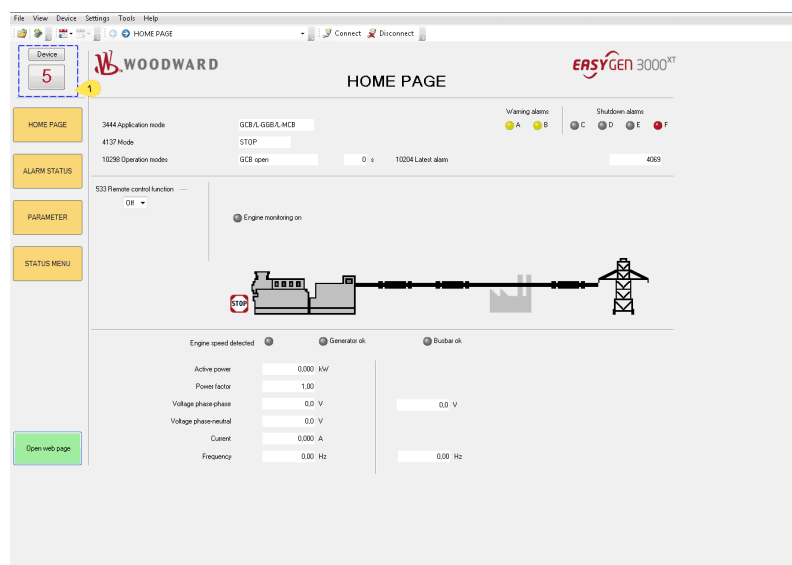 File View Device Settings Tools Help
HOME PAGE Connect Disconnect
Device
5
1
WOODWARD
HOME PAGE
EASYGEN 3000XT
HOME PAGE
ALARM STATUS
PARAMETER
STATUS MENU
Open web page
Warning alarms Shutdown alarms
A B C D E F
3444 Application mode GCB/L-GGB/L-MCB
4137 Mode STOP
10298 Operation modes GCB open 0 s 10204 Latest alarm 4069
533 Remote control function
Off
Engine monitoring on
STOP
Engine speed detected Generator ok Busbar ok
Active power 0,000 kW
Power factor 1,00
Voltage phase-phase 0,0 V 0,0 V
Voltage phase-neutral 0,0 V
Current 0,000 A
Frequency 0,00 Hz 0,00 Hz